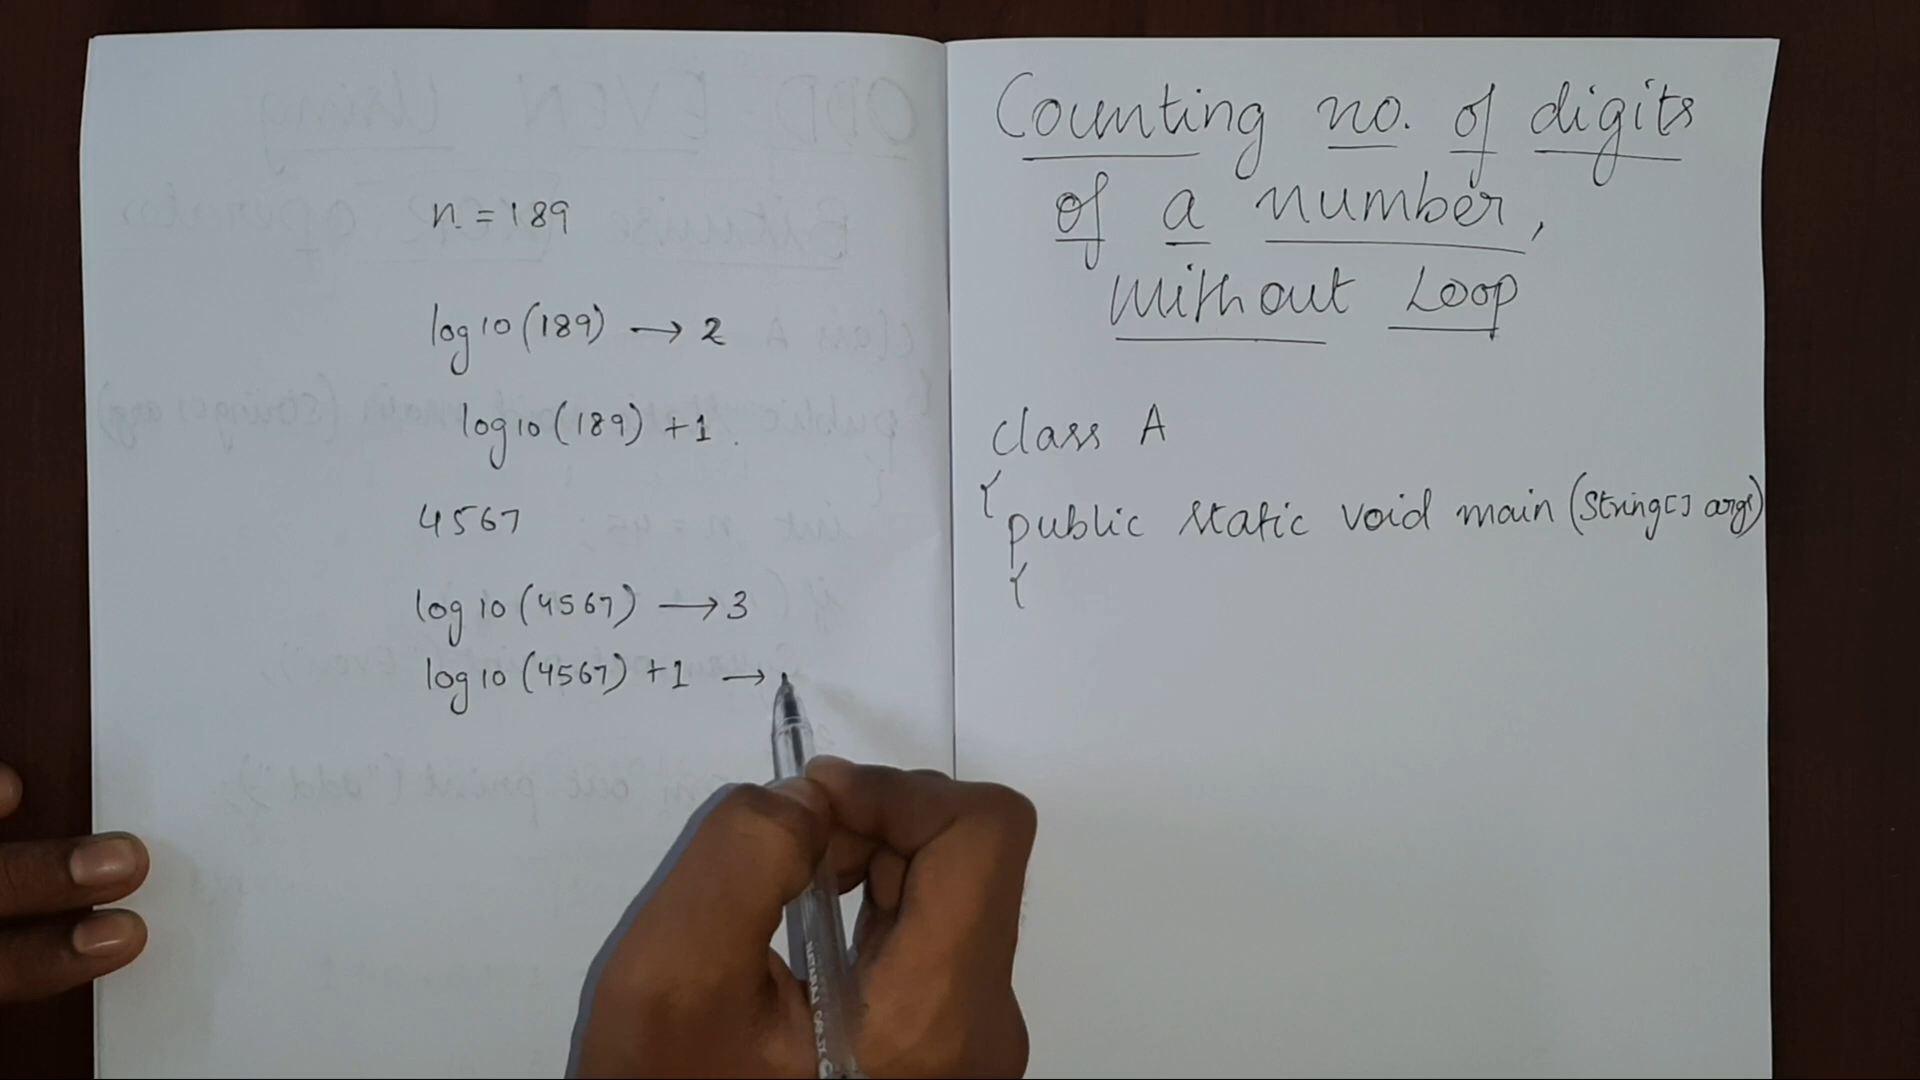 n = 189
log10(189) → 2
log10(189) +1.
4567
log10(4567) → 3
log10(4567) +1 →
Counting no. of digits
of a number,
without Loop
class A
{
public static void main (String[] args)
{